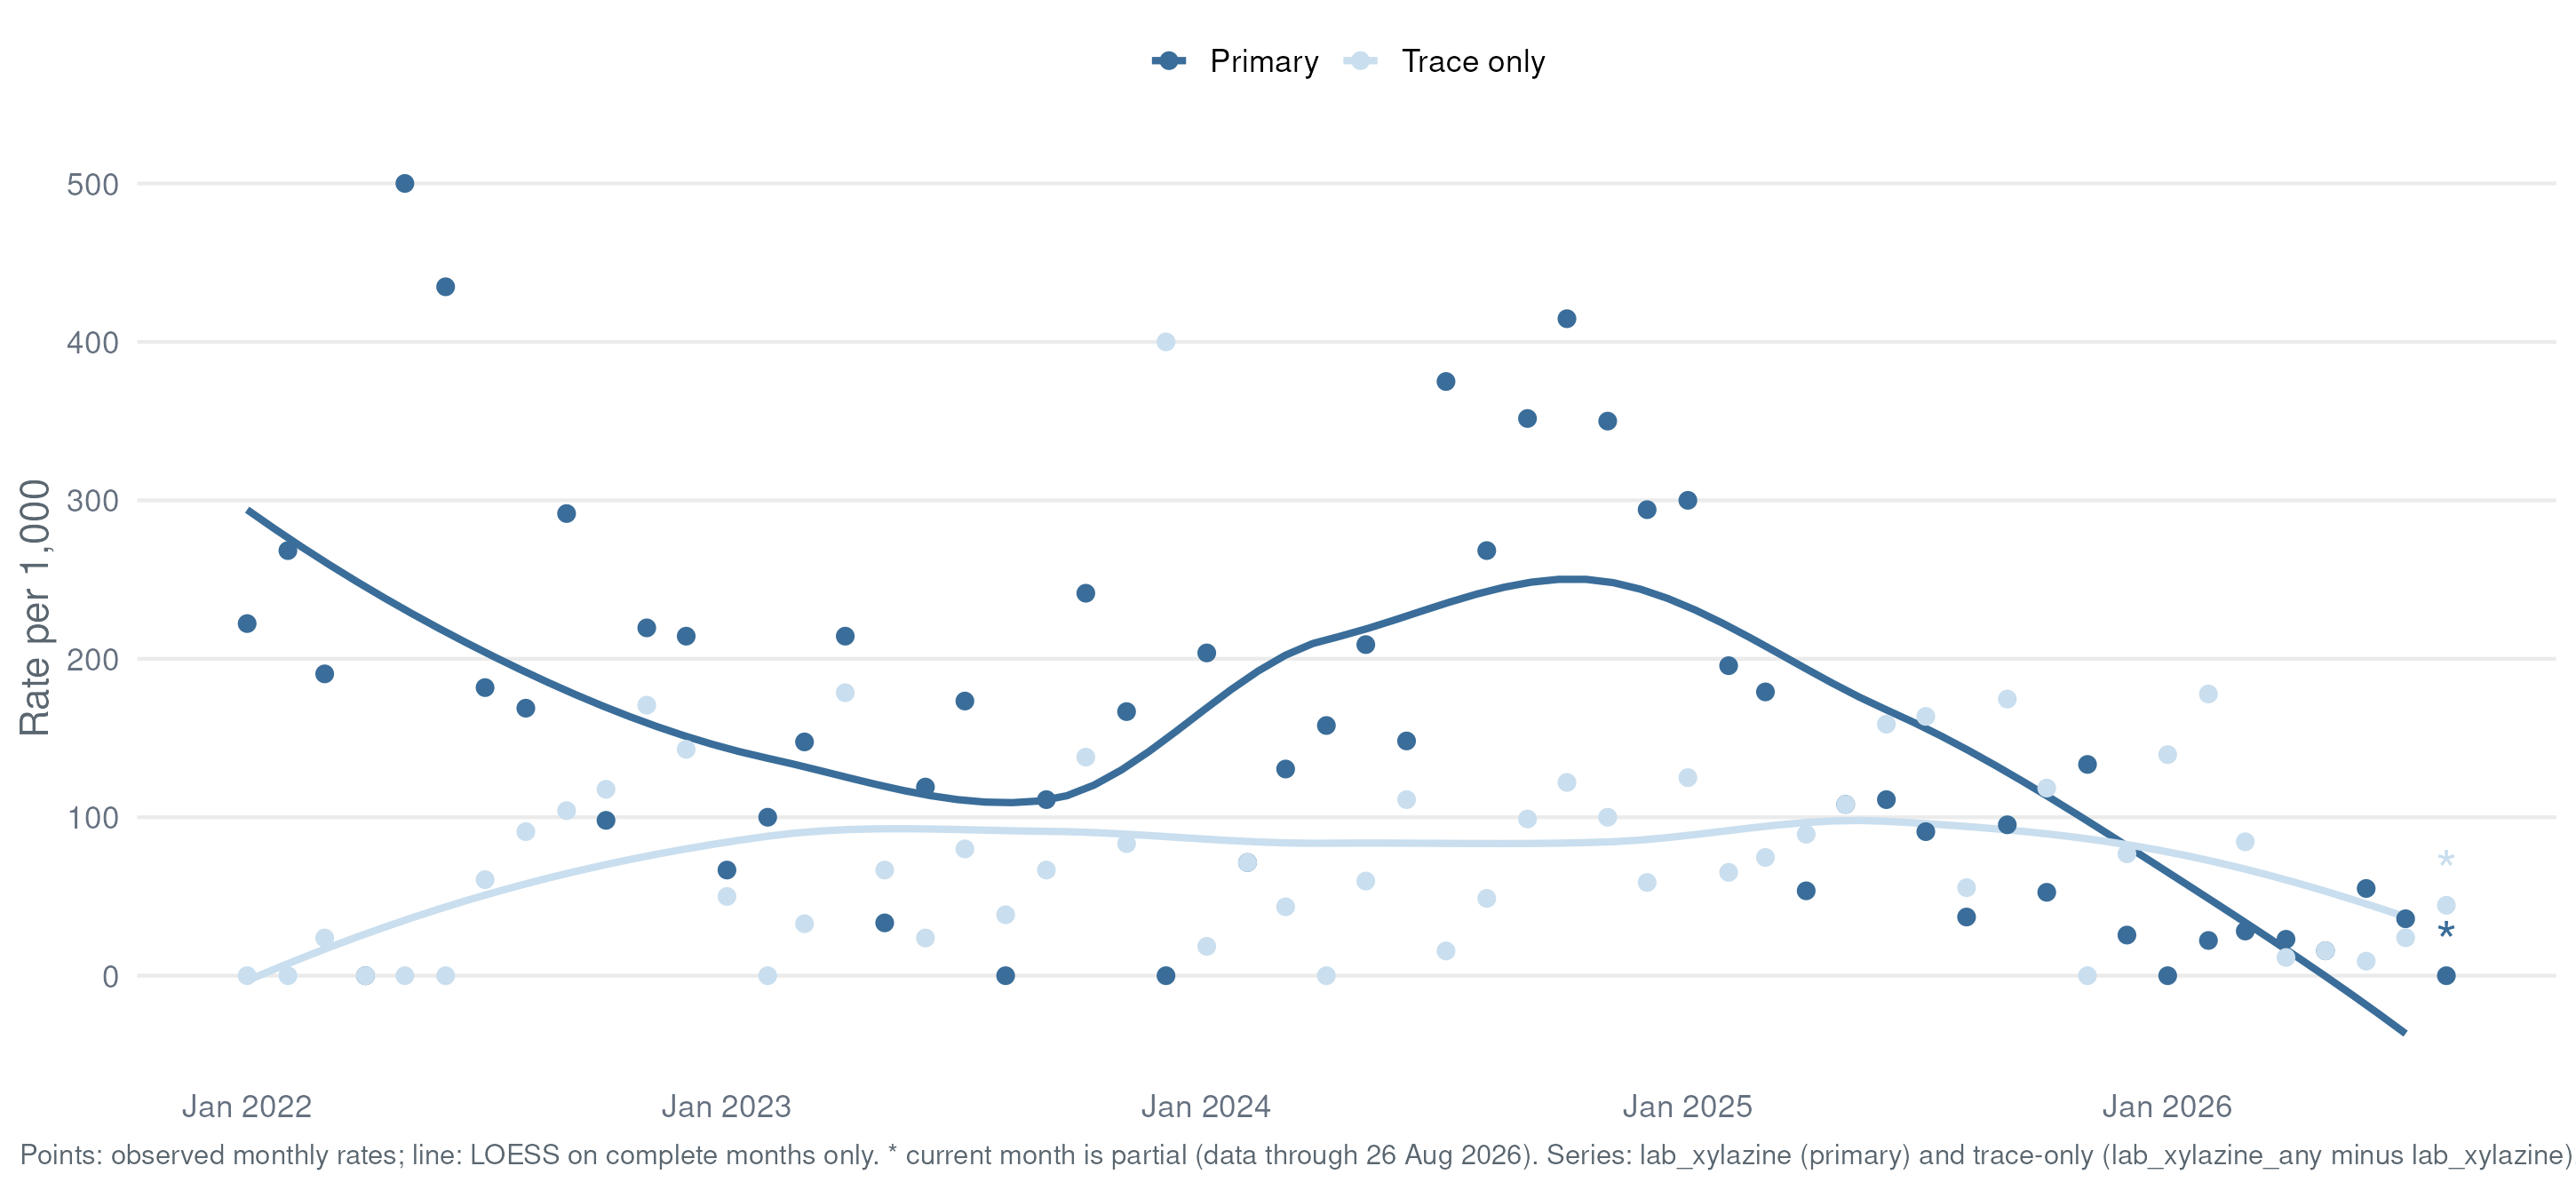 Primary Trace only
500
400
300
200
100
0
Rate per 1,000
*
*
Jan 2022 Jan 2023 Jan 2024 Jan 2025 Jan 2026
Points: observed monthly rates; line: LOESS on complete months only. * current month is partial (data through 26 Aug 2026). Series: lab_xylazine (primary) and trace-only (lab_xylazine_any minus lab_xylazine)